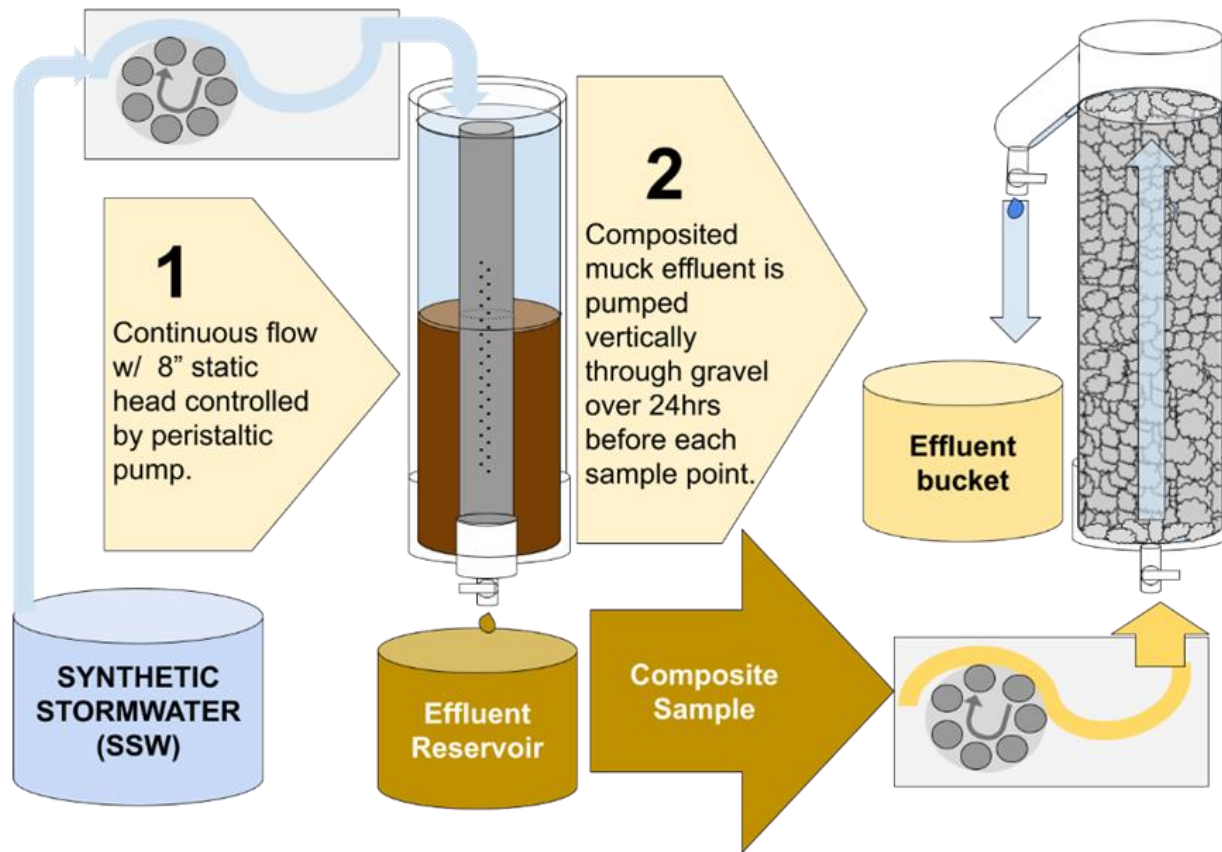 1
Continuous flow
w/  8” static
head controlled
by peristaltic
pump.
2
Composited
muck effluent is
pumped
vertically
through gravel
over 24hrs
before each
sample point.
Effluent
bucket
SYNTHETIC
STORMWATER
(SSW)
Effluent
Reservoir
Composite
Sample